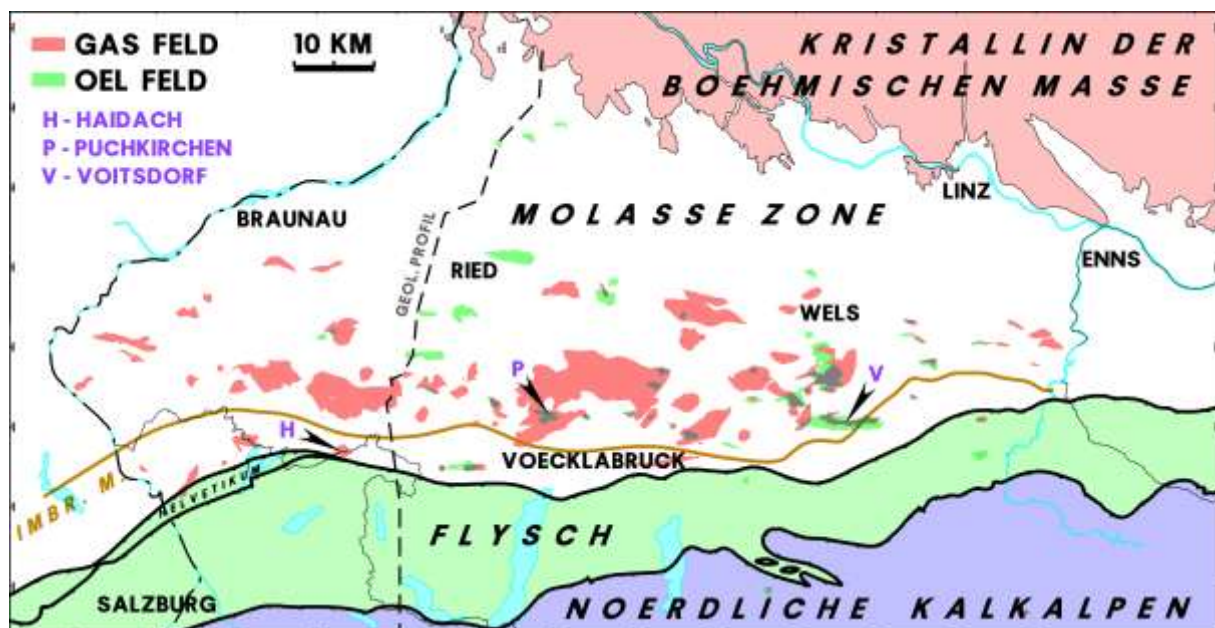 GAS FELD
OEL FELD
10 KM
H - HAIDACH
P - PUCHKIRCHEN
V - VOITSDORF
KRISTALLIN DER
BOEHMISCHEN MASSE
LINZ
BRAUNAU
MOLASSE ZONE
GEOL. PROFIL
RIED
ENNS
WELS
P
V
H
VOECKLABRUCK
IMBR. M.
HELVETIKUM
FLYSCH
SALZBURG
NOERDLICHE KALKALPEN